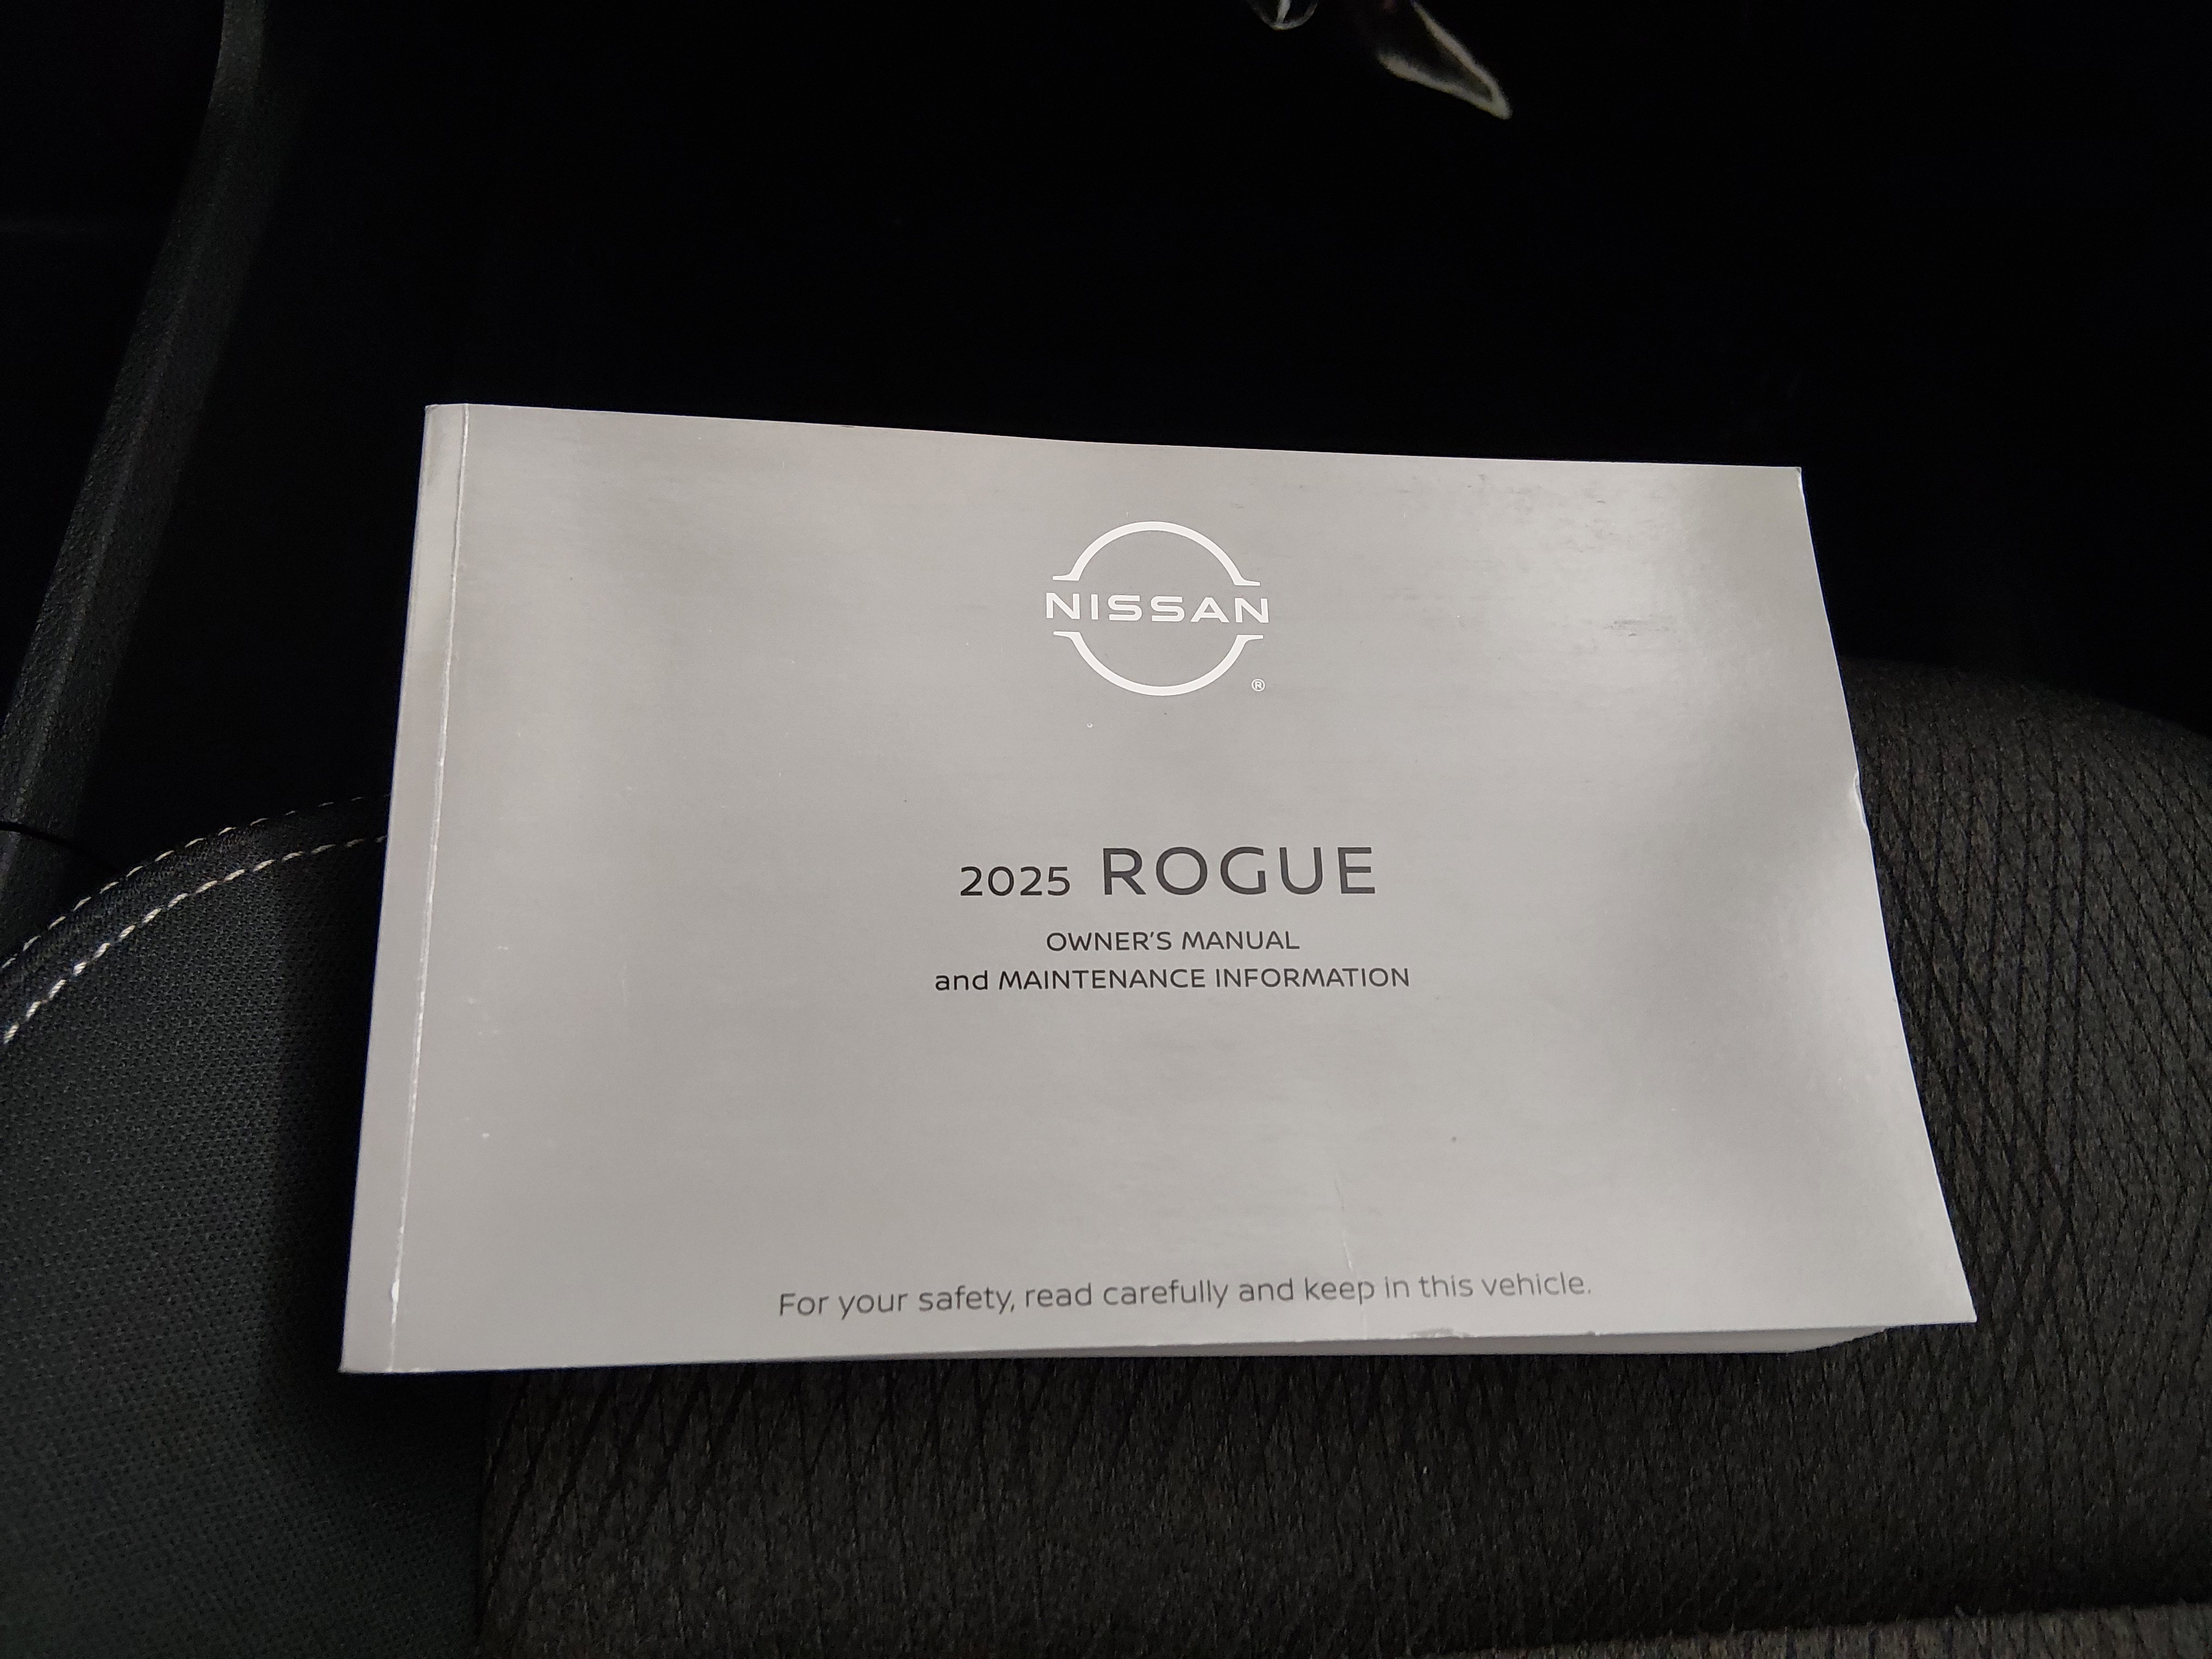 NISSAN
®
2025 ROGUE
OWNER'S MANUAL
and MAINTENANCE INFORMATION
For your safety, read carefully and keep in this vehicle.